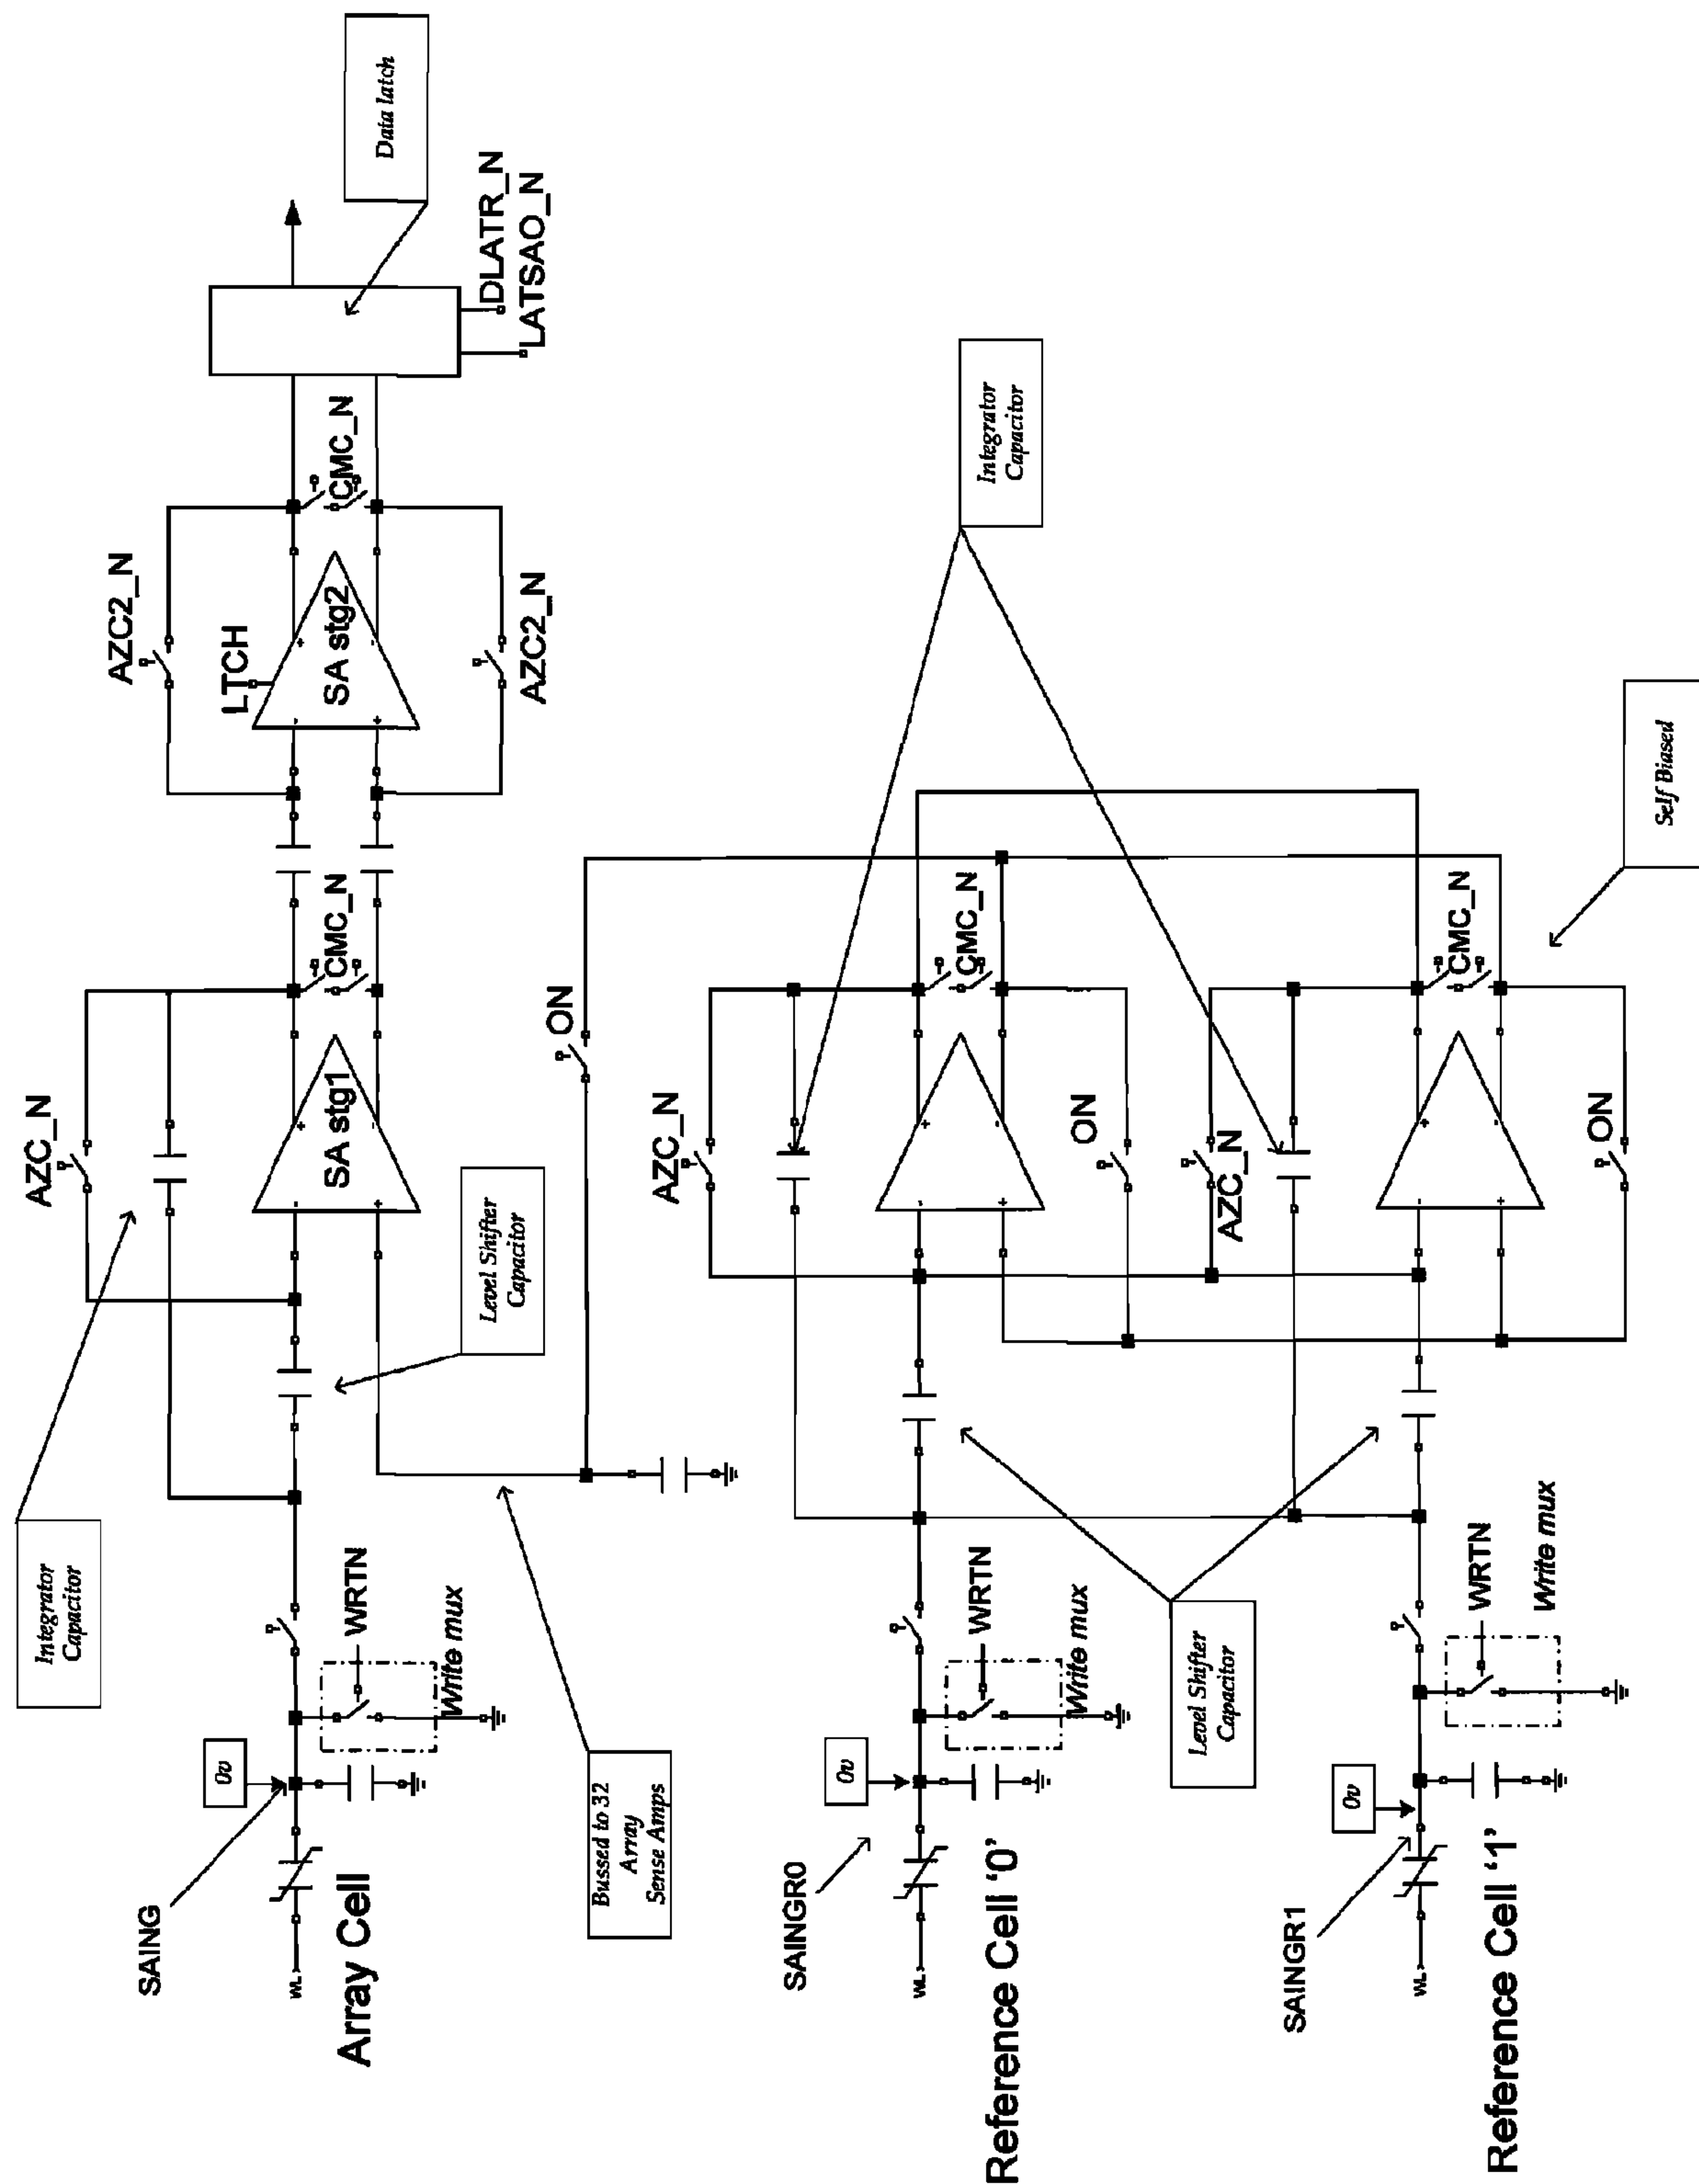 Data latch
DLATR_N
LATSAO_N
AZC2_N
LTCH
SA stg2
CMC_N
AZC2_N
AZC_N
SA stg1
CMC_N
Integrator
Capacitor
Level Shifter
Capacitor
ON
WRTN
Write mux
0v
SAING
WL
Array Cell
Bussed to 32
Array
Sense Amps
Integrator
Capacitor
AZC_N
CMC_N
ON
AZC_N
CMC_N
ON
Self Biased
Level Shifter
Capacitor
WRTN
Write mux
0v
SAINGR0
WL
Reference Cell ‘0’
WRTN
Write mux
0v
SAINGR1
WL
Reference Cell ‘1’
-
+
+
-
-
+
+
-
-
+
+
-
-
+
+
-